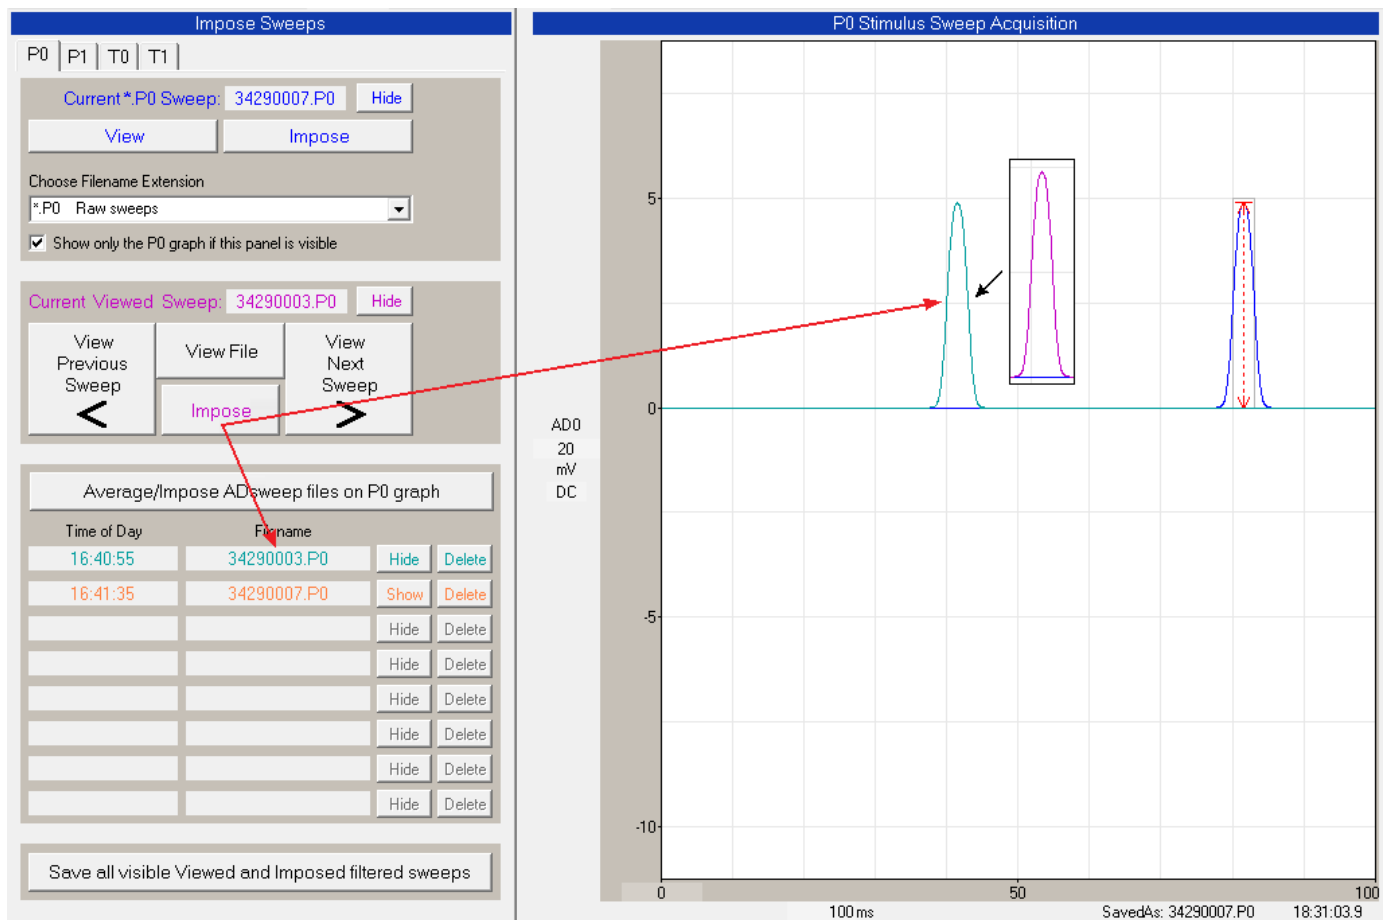 Impose Sweeps
P0 P1 T0 T1
Current *.P0 Sweep: 34290007.P0 Hide
View Impose
Choose Filename Extension
*.P0 Raw sweeps
Show only the P0 graph if this panel is visible
Current Viewed Sweep: 34290003.P0 Hide
View Previous Sweep <
View File
Impose
View Next Sweep >
Average/Impose ADsweep files on P0 graph
Time of Day Filename
16:40:55 34290003.P0 Hide Delete
16:41:35 34290007.P0 Show Delete
Hide Delete
Hide Delete
Hide Delete
Hide Delete
Hide Delete
Hide Delete
Save all visible Viewed and Imposed filtered sweeps
P0 Stimulus Sweep Acquisition
AD0
20
mV
DC
5
0
-5
-10
0 50 100
100 ms SavedAs: 34290007.P0 18:31:03.9